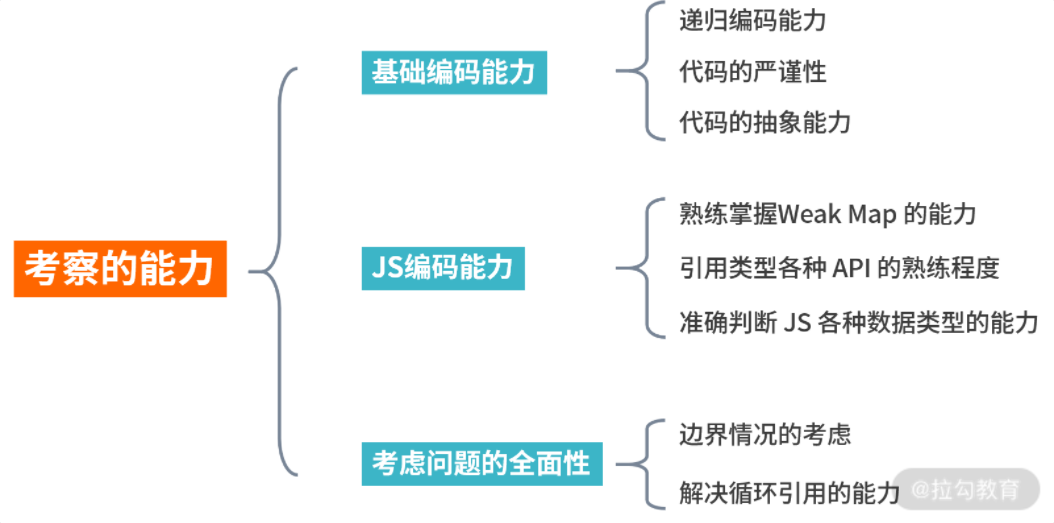 考察的能力
基础编码能力
递归编码能力
代码的严谨性
代码的抽象能力
JS编码能力
熟练掌握Weak Map 的能力
引用类型各种 API 的熟练程度
准确判断 JS 各种数据类型的能力
考虑问题的全面性
边界情况的考虑
解决循环引用的能力
@拉勾教育